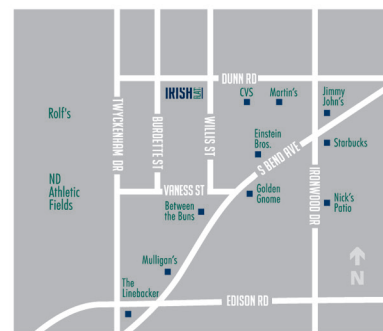 DUNN RD
IRISH
FLATS
CVS
Martin's
Jimmy
John's
Rolf's
TWYCKENHAM DR
BURDETTE ST
WILLIS ST
Einstein
Bros.
S BEND AVE
Starbucks
IRONWOOD DR
ND
Athletic
Fields
VANESS ST
Golden
Gnome
Between
the Buns
Nick's
Patio
Mulligan's
The
Linebacker
EDISON RD
N